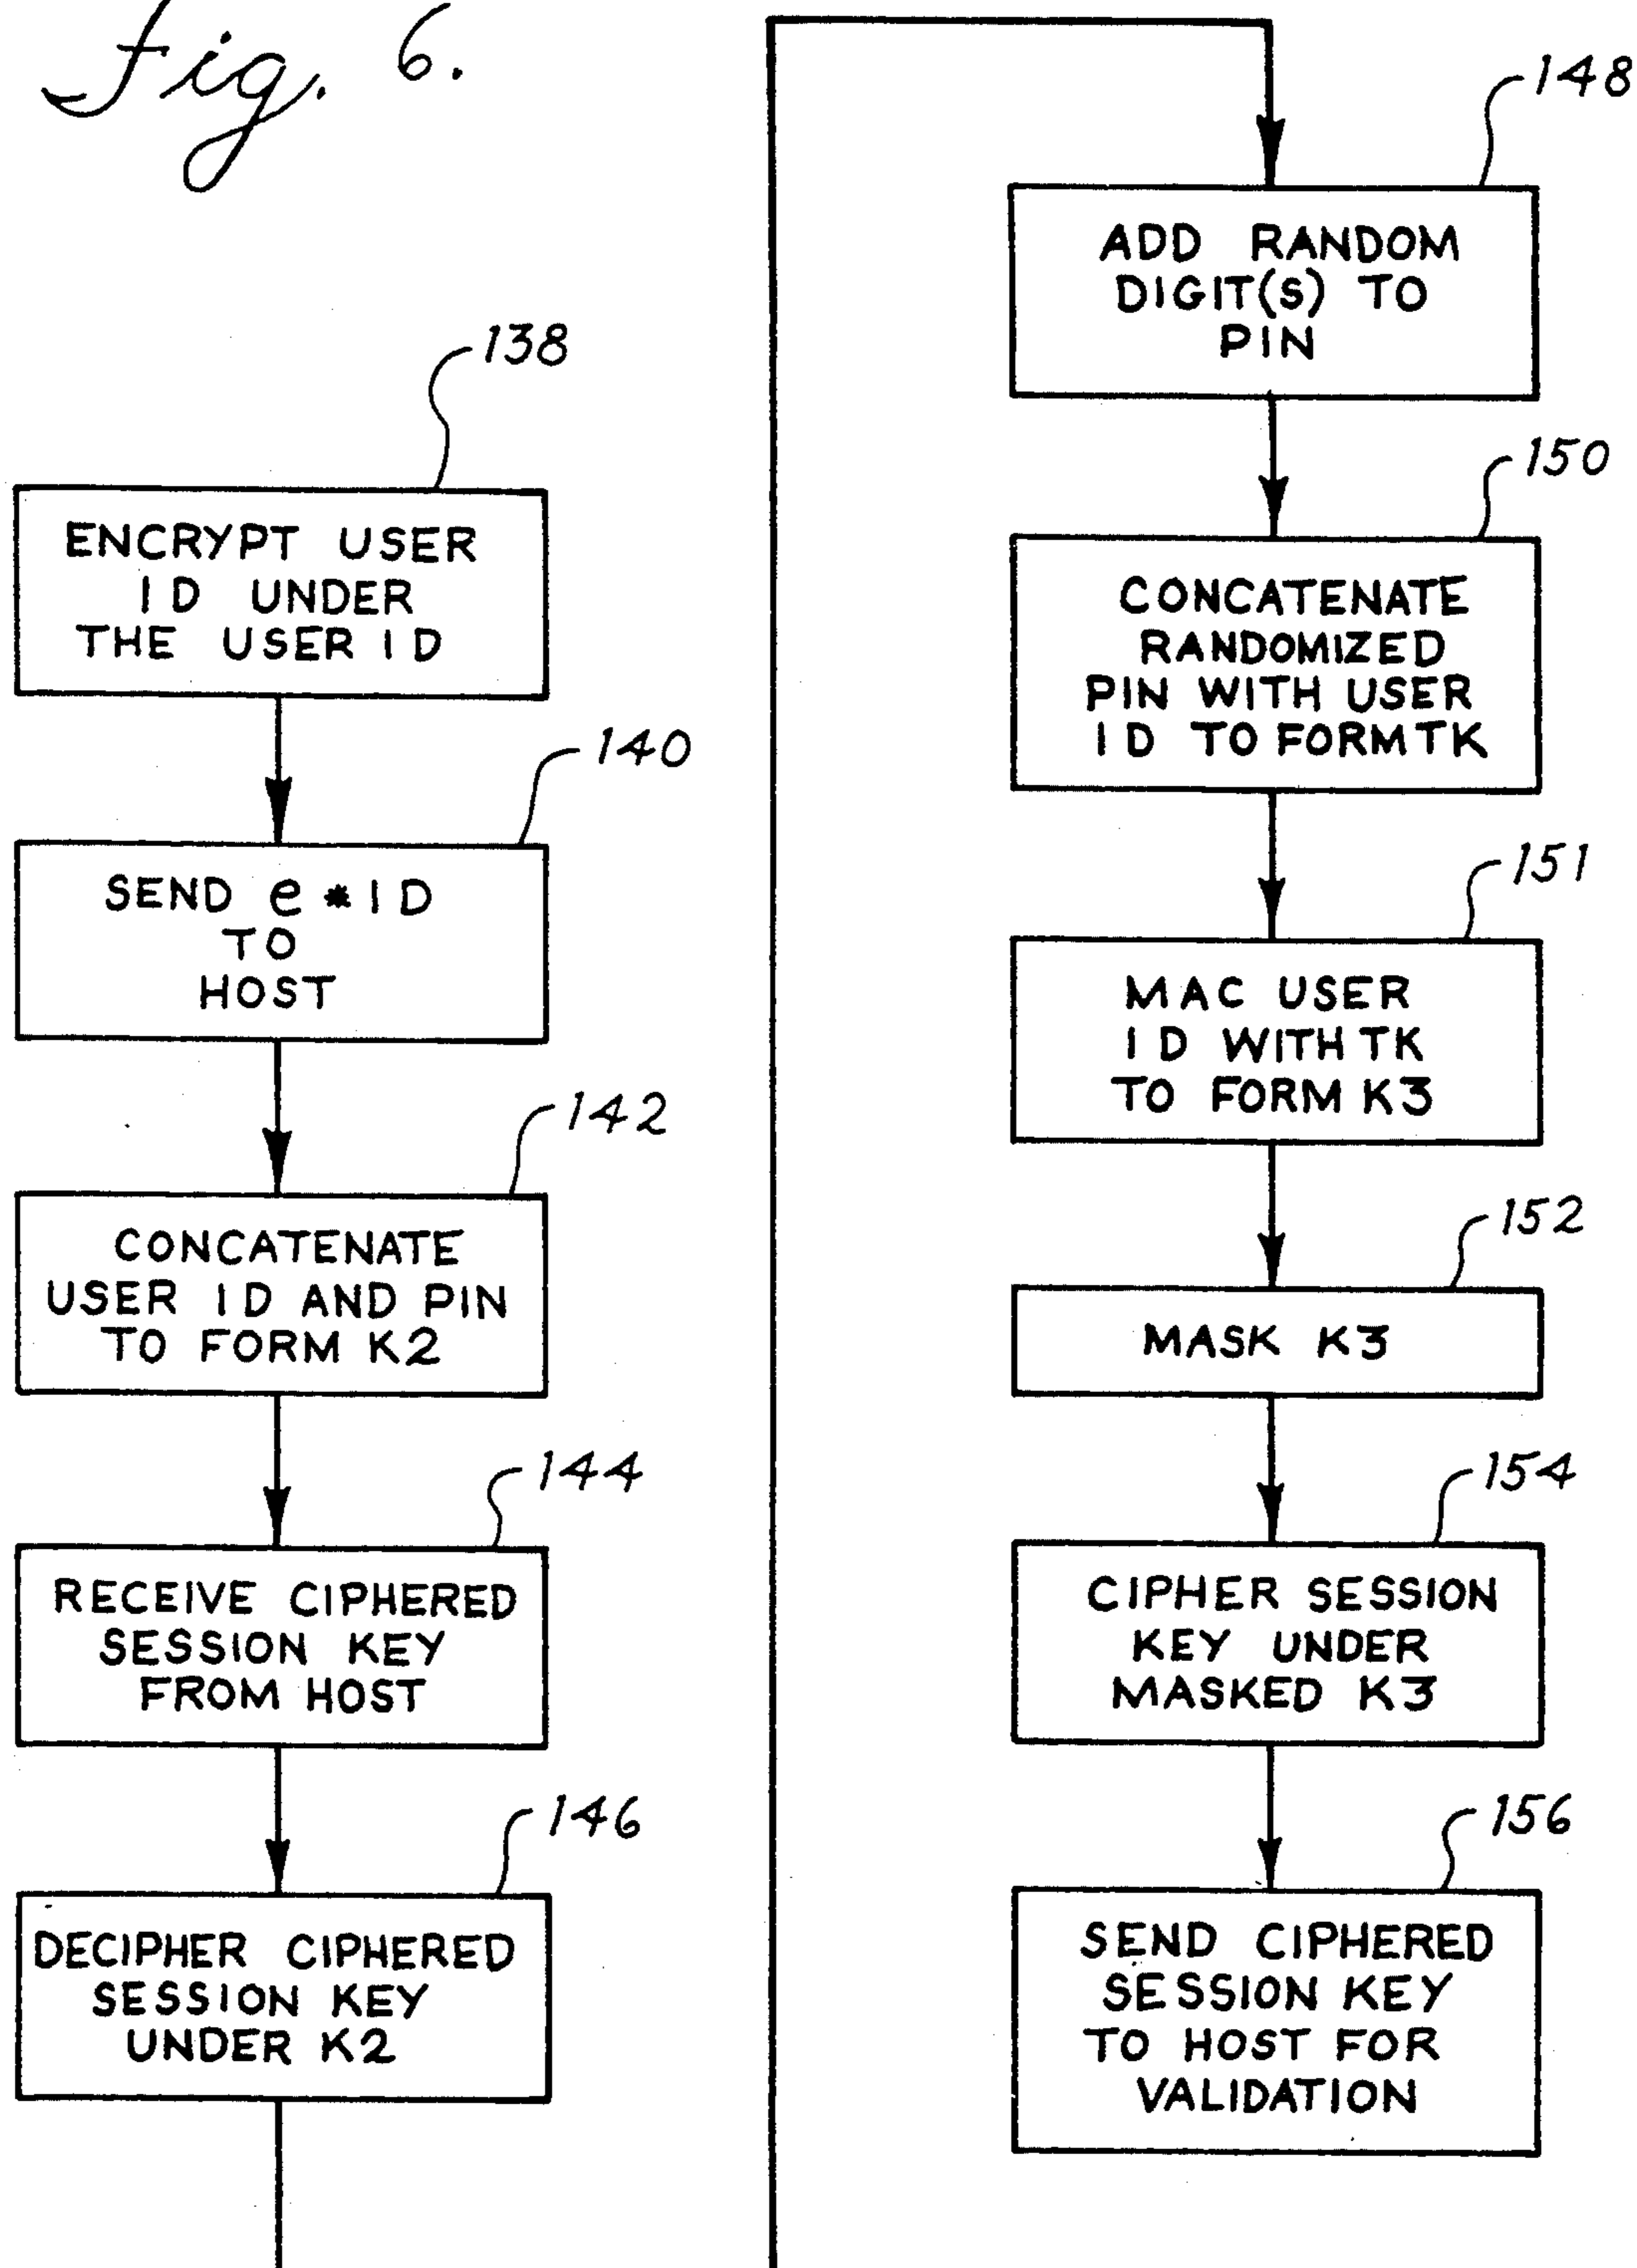 Fig. 6.
138
ENCRYPT USER
ID UNDER
THE USER ID
140
SEND e*ID
TO
HOST
142
CONCATENATE
USER ID AND PIN
TO FORM K2
144
RECEIVE CIPHERED
SESSION KEY
FROM HOST
146
DECIPHER CIPHERED
SESSION KEY
UNDER K2
148
ADD RANDOM
DIGIT(S) TO
PIN
150
CONCATENATE
RANDOMIZED
PIN WITH USER
ID TO FORM TK
151
MAC USER
ID WITH TK
TO FORM K3
152
MASK K3
154
CIPHER SESSION
KEY UNDER
MASKED K3
156
SEND CIPHERED
SESSION KEY
TO HOST FOR
VALIDATION